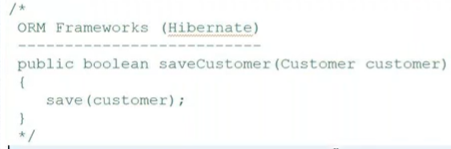 /*
ORM Frameworks (Hibernate)
---------------------------
public boolean saveCustomer(Customer customer)
{
save(customer);
}
*/